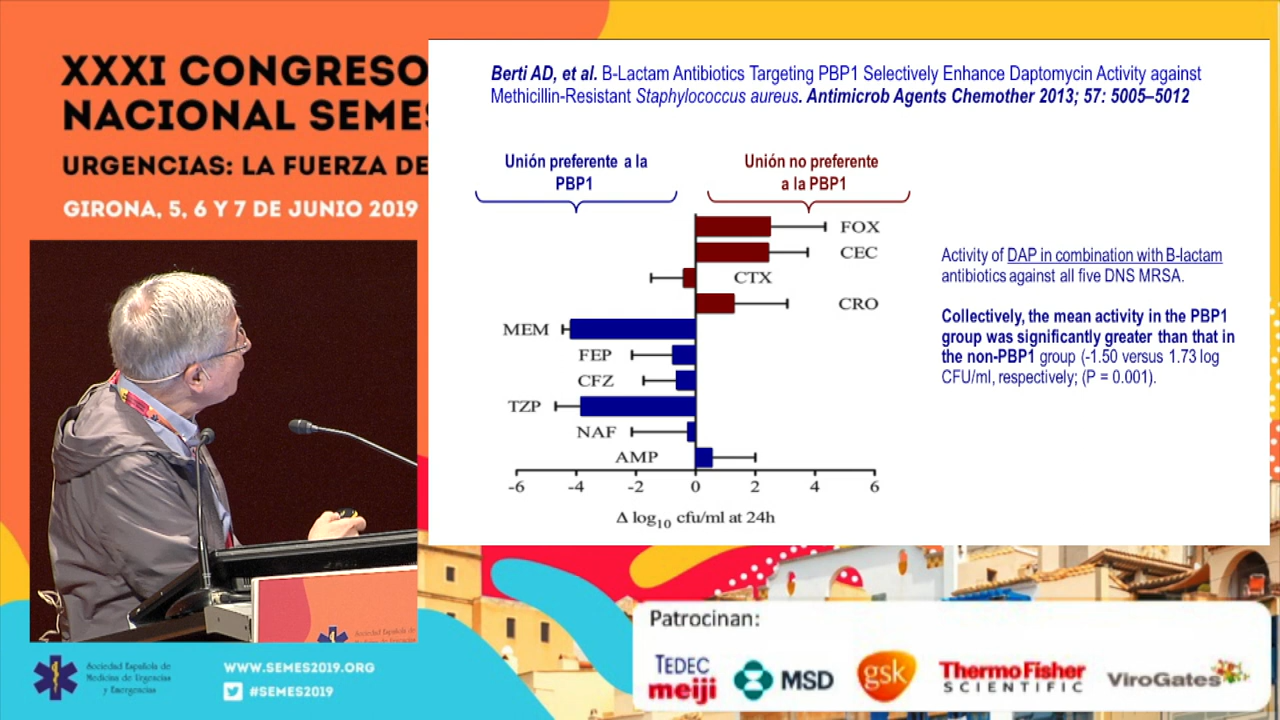 XXXI CONGRESO
NACIONAL SEMES
URGENCIAS: LA FUERZA DE
GIRONA, 5, 6 Y 7 DE JUNIO 2019
Berti AD, et al. B-Lactam Antibiotics Targeting PBP1 Selectively Enhance Daptomycin Activity against
Methicillin-Resistant Staphylococcus aureus. Antimicrob Agents Chemother 2013; 57: 5005–5012
Unión preferente a la
PBP1
Unión no preferente
a la PBP1
FOX
CEC
CTX
CRO
MEM
FEP
CFZ
TZP
NAF
AMP
-6 -4 -2 0 2 4 6
Δ log10 cfu/ml at 24h
Activity of DAP in combination with B-lactam
antibiotics against all five DNS MRSA.
Collectively, the mean activity in the PBP1
group was significantly greater than that in
the non-PBP1 group (-1.50 versus 1.73 log
CFU/ml, respectively; (P = 0.001).
Sociedad Española de
Medicina de Urgencias
y Emergencias
WWW.SEMES2019.ORG
#SEMES2019
Patrocinan:
TEDEC
meiji
MSD
gsk
ThermoFisher
SCIENTIFIC
ViroGates